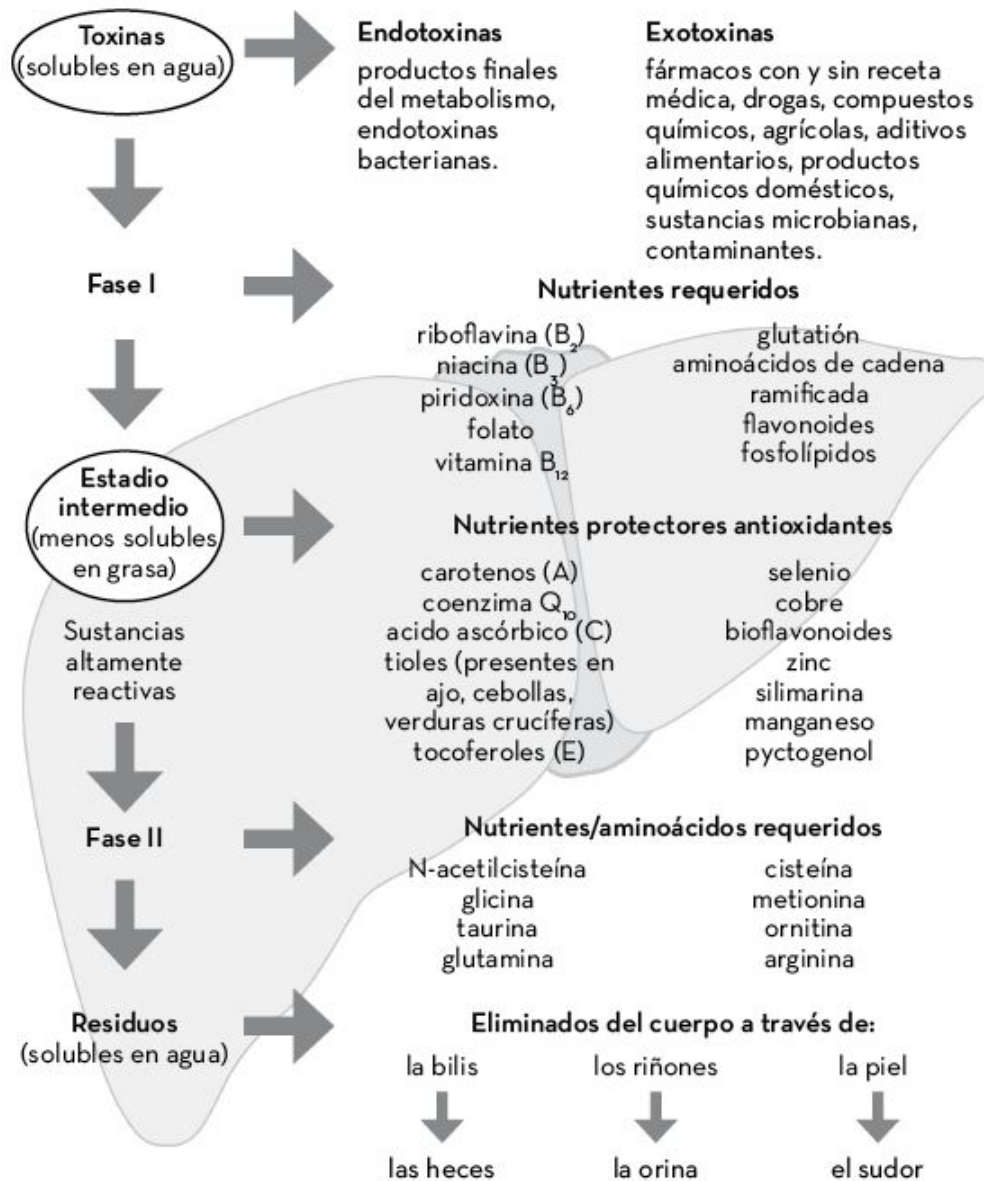 Toxinas
(solubles en agua)
Endotoxinas
productos finales
del metabolismo,
endotoxinas
bacterianas.
Exotoxinas
fármacos con y sin receta
médica, drogas, compuestos
químicos, agrícolas, aditivos
alimentarios, productos
químicos domésticos,
sustancias microbianas,
contaminantes.
Fase I
Nutrientes requeridos
riboflavina (B₂)
niacina (B₃)
piridoxina (B₆)
folato
vitamina B₁₂
glutatión
aminoácidos de cadena
ramificada
flavonoides
fosfolípidos
Estadio
intermedio
(menos solubles
en grasa)
Sustancias
altamente
reactivas
Nutrientes protectores antioxidantes
carotenos (A)
coenzima Q₁₀
acido ascórbico (C)
tioles (presentes en
ajo, cebollas,
verduras crucíferas)
tocoferoles (E)
selenio
cobre
bioflavonoides
zinc
silimarina
manganeso
pyctogenol
Fase II
Nutrientes/aminoácidos requeridos
N-acetilcisteína
glicina
taurina
glutamina
cisteína
metionina
ornitina
arginina
Residuos
(solubles en agua)
Eliminados del cuerpo a través de:
la bilis
los riñones
la piel
las heces
la orina
el sudor